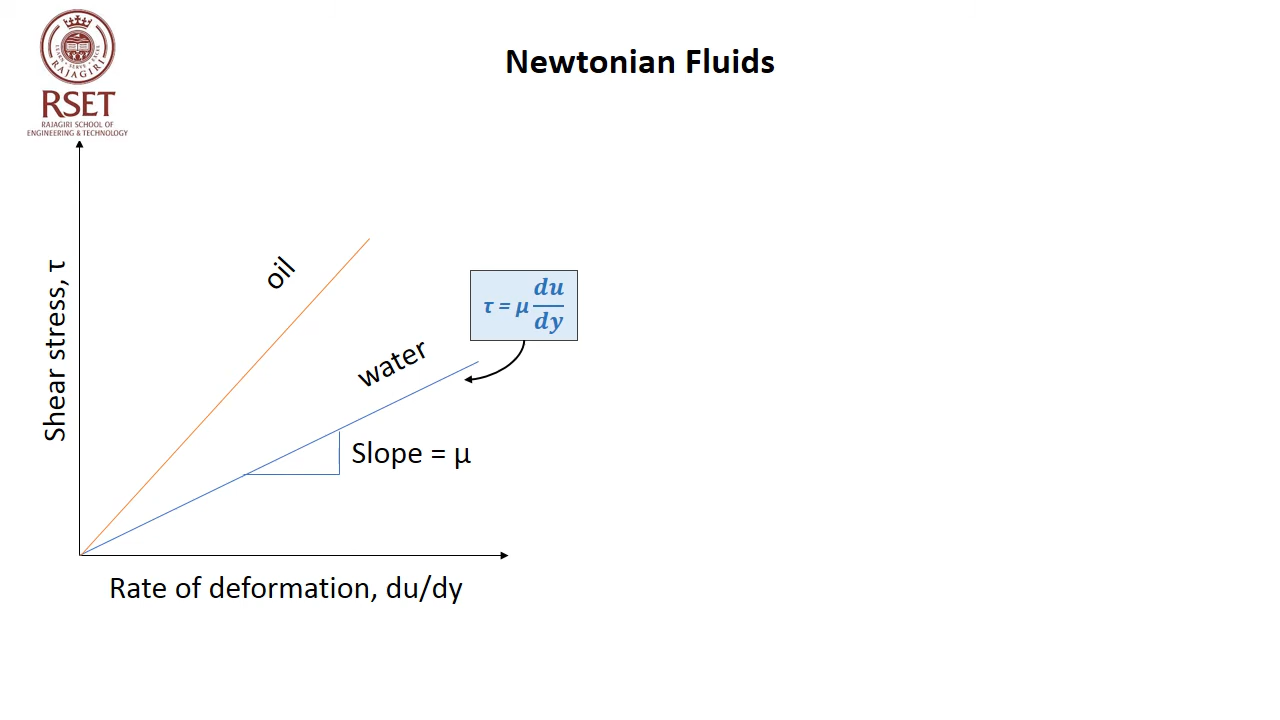 RAJAGIRI
RSET
RAJAGIRI SCHOOL OF
ENGINEERING & TECHNOLOGY
Newtonian Fluids
Shear stress, τ
oil
water
τ = μ du/dy
Slope = μ
Rate of deformation, du/dy